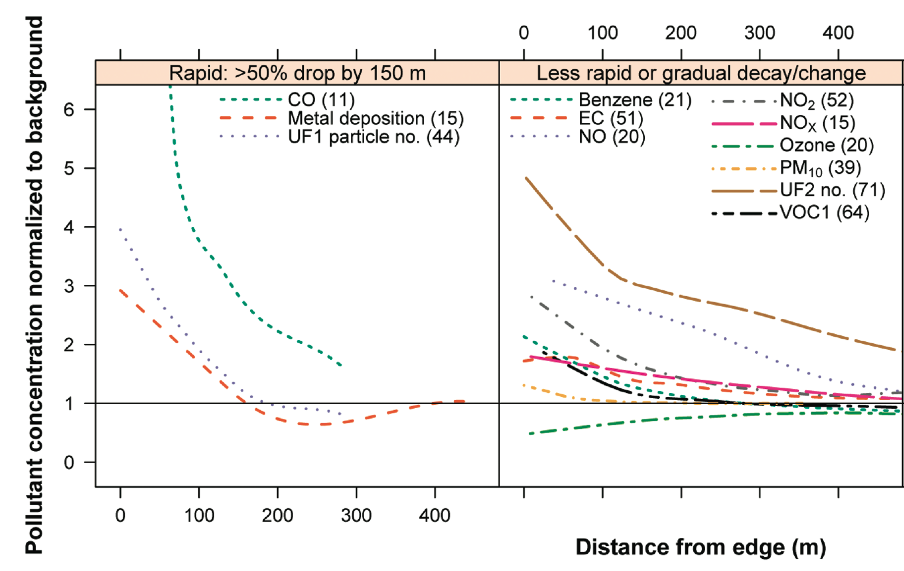 Pollutant concentration normalized to background
0 100 200 300 400
Rapid: >50% drop by 150 m
Less rapid or gradual decay/change
CO (11)
Metal deposition (15)
UF1 particle no. (44)
Benzene (21)
EC (51)
NO (20)
NO₂ (52)
NOₓ (15)
Ozone (20)
PM₁₀ (39)
UF2 no. (71)
VOC1 (64)
6
5
4
3
2
1
0
0 100 200 300 400
Distance from edge (m)